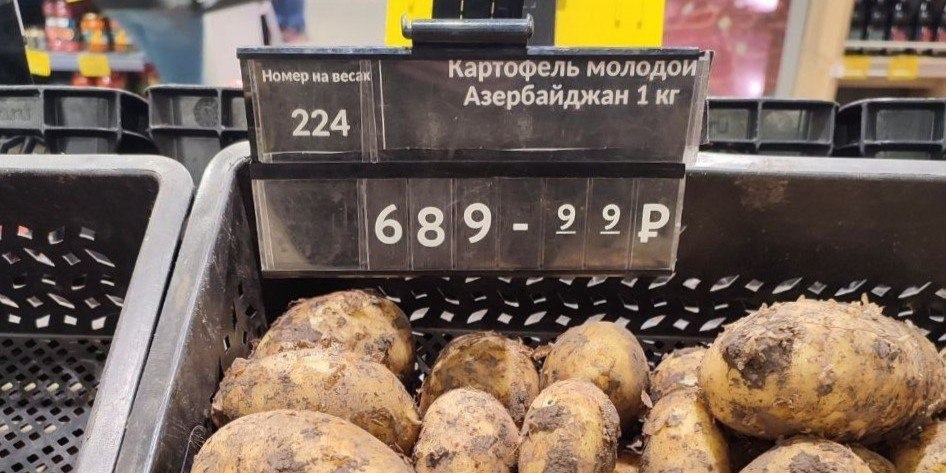 Номер на весах
224
Картофель молодой
Азербайджан 1 кг
689-99₽